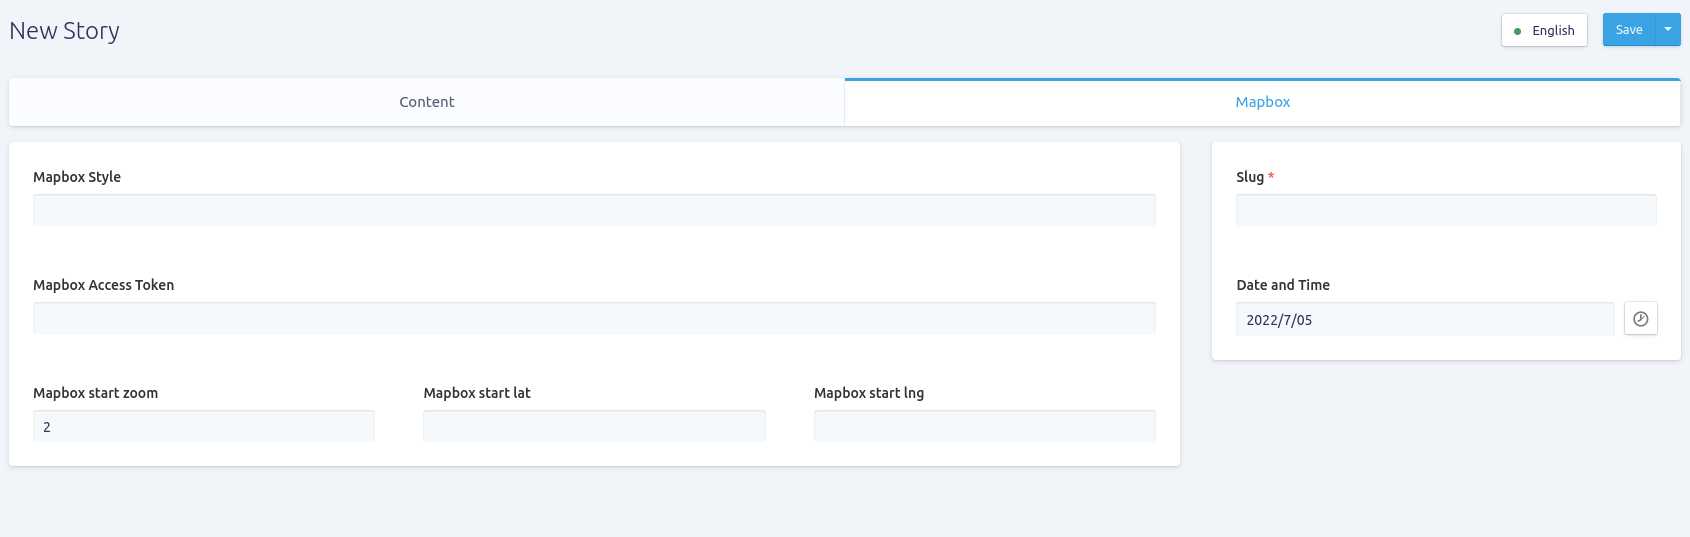 New Story
English
Save
Content
Mapbox
Mapbox Style
Slug *
Mapbox Access Token
Date and Time
2022/7/05
Mapbox start zoom
Mapbox start lat
Mapbox start lng
2